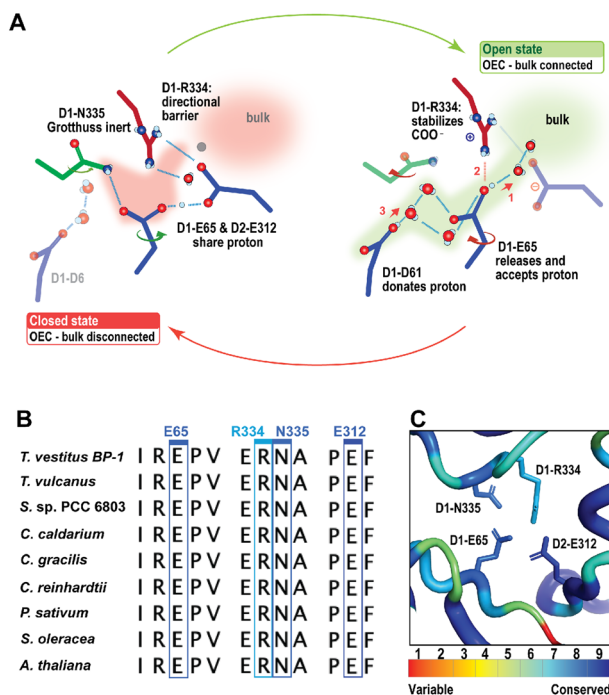 A
Open state
OEC - bulk connected
D1-R334:
directional
barrier
D1-N335
Grotthuss inert
bulk
D1-R334:
stabilizes
COO⁻
bulk
⊕
2
1
3
⊖
D1-E65 & D2-E312
share proton
D1-D6
D1-D61
donates proton
D1-E65
releases and
accepts proton
Closed state
OEC - bulk disconnected
B
E65 R334 N335 E312
T. vestitus BP-1 I R E P V E R N A P E F
T. vulcanus I R E P V E R N A P E F
S. sp. PCC 6803 I R E P V E R N A P E F
C. caldarium I R E P V E R N A P E F
C. gracilis I R E P V E R N A P E F
C. reinhardtii I R E P V E R N A P E F
P. sativum I R E P V E R N A P E F
S. oleracea I R E P V E R N A P E F
A. thaliana I R E P V E R N A P E F
C
D1-R334
D1-N335
D1-E65
D2-E312
1 2 3 4 5 6 7 8 9
Variable Conserved